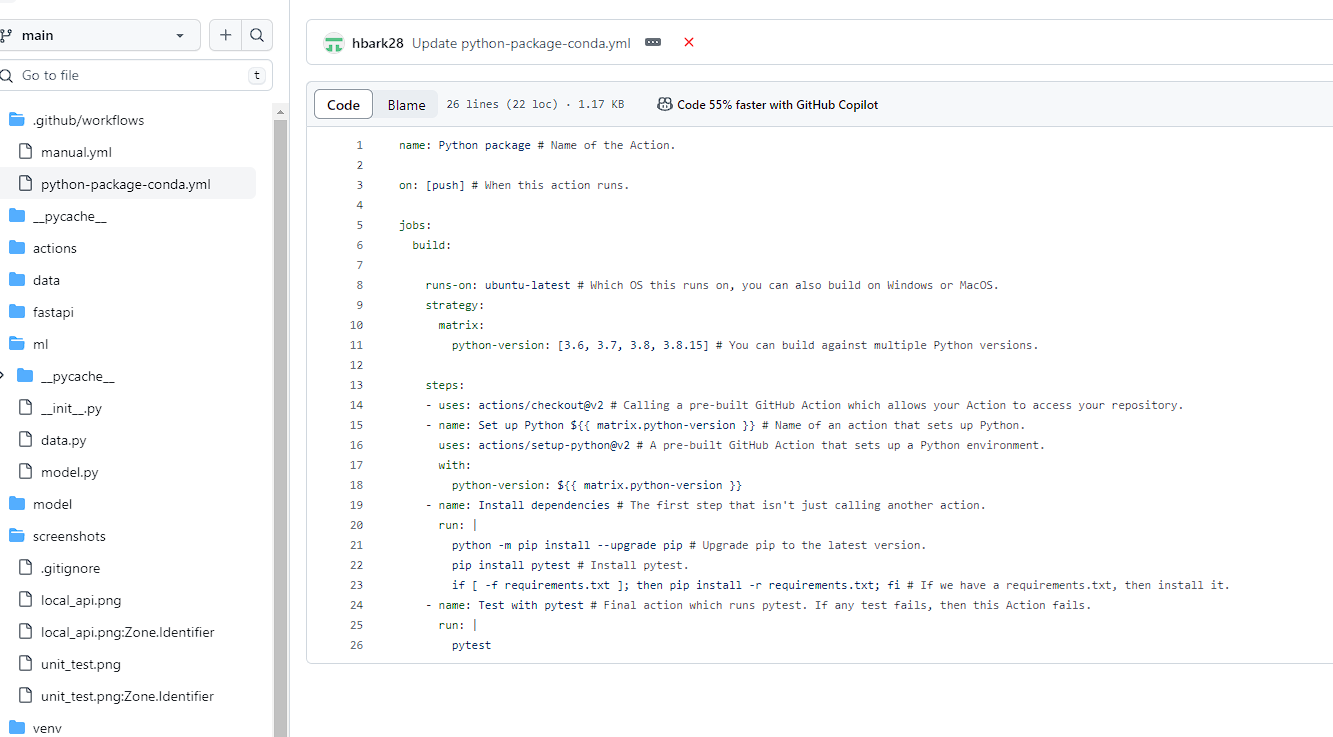 main
Go to file
t
.github/workflows
manual.yml
python-package-conda.yml
__pycache__
actions
data
fastapi
ml
__pycache__
__init__.py
data.py
model.py
model
screenshots
.gitignore
local_api.png
local_api.png:Zone.Identifier
unit_test.png
unit_test.png:Zone.Identifier
venv
hbark28 Update python-package-conda.yml
Code Blame 26 lines (22 loc) · 1.17 KB Code 55% faster with GitHub Copilot
1 name: Python package # Name of the Action.
2
3 on: [push] # When this action runs.
4
5 jobs:
6 build:
7
8 runs-on: ubuntu-latest # Which OS this runs on, you can also build on Windows or MacOS.
9 strategy:
10 matrix:
11 python-version: [3.6, 3.7, 3.8, 3.8.15] # You can build against multiple Python versions.
12
13 steps:
14 - uses: actions/checkout@v2 # Calling a pre-built GitHub Action which allows your Action to access your repository.
15 - name: Set up Python ${{ matrix.python-version }} # Name of an action that sets up Python.
16 uses: actions/setup-python@v2 # A pre-built GitHub Action that sets up a Python environment.
17 with:
18 python-version: ${{ matrix.python-version }}
19 - name: Install dependencies # The first step that isn't just calling another action.
20 run: |
21 python -m pip install --upgrade pip # Upgrade pip to the latest version.
22 pip install pytest # Install pytest.
23 if [ -f requirements.txt ]; then pip install -r requirements.txt; fi # If we have a requirements.txt, then install it.
24 - name: Test with pytest # Final action which runs pytest. If any test fails, then this Action fails.
25 run: |
26 pytest